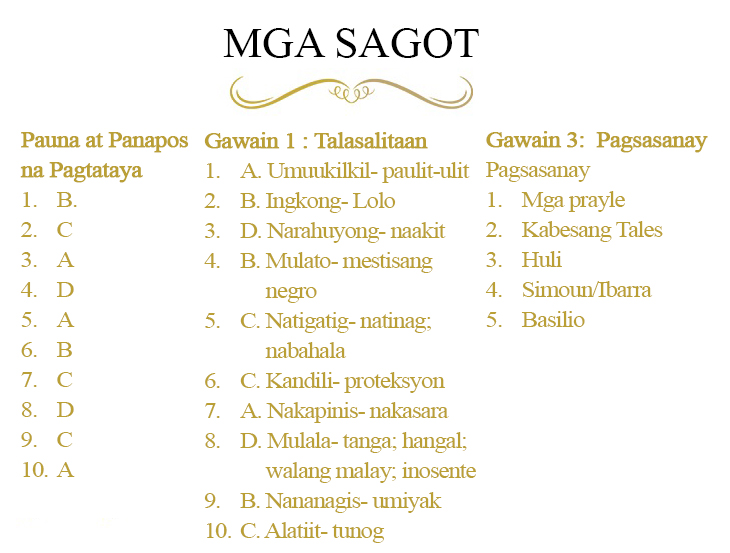 MGA SAGOT
Pauna at Panapos
na Pagtataya
1. B.
2. C
3. A
4. D
5. A
6. B
7. C
8. D
9. C
10. A
Gawain 1 : Talasalitaan
1. A. Umuukilkil- paulit-ulit
2. B. Ingkong- Lolo
3. D. Narahuyong- naakit
4. B. Mulato- mestisang
negro
5. C. Natigatig- natinag;
nabahala
6. C. Kandili- proteksyon
7. A. Nakapinis- nakasara
8. D. Mulala- tanga; hangal;
walang malay; inosente
9. B. Nananagis- umiyak
10. C. Alatiit- tunog
Gawain 3: Pagsasanay
Pagsasanay
1. Mga prayle
2. Kabesang Tales
3. Huli
4. Simoun/Ibarra
5. Basilio